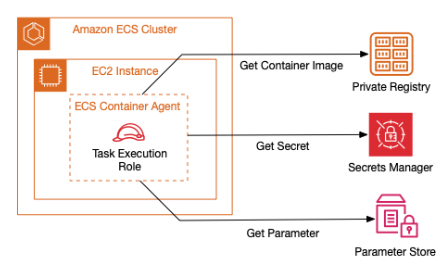 Amazon ECS Cluster
EC2 Instance
ECS Container Agent
Task Execution
Role
Get Container Image
Private Registry
Get Secret
Secrets Manager
Get Parameter
Parameter Store